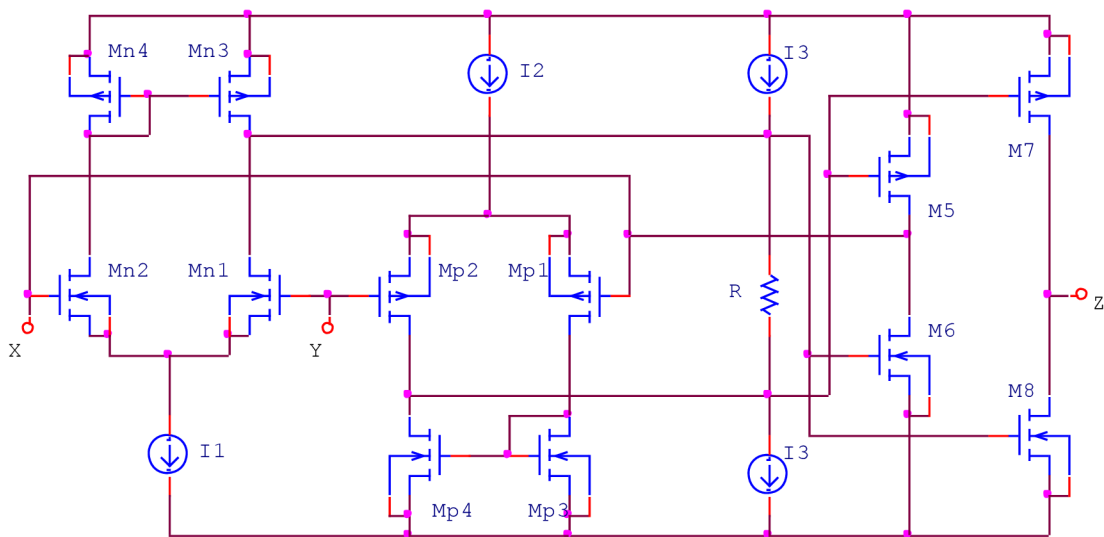 Mn4 Mn3 I2 I3
M7
M5
Mn2 Mn1 Mp2 Mp1 R Z
X Y M6
M8
I1 I3
Mp4 Mp3